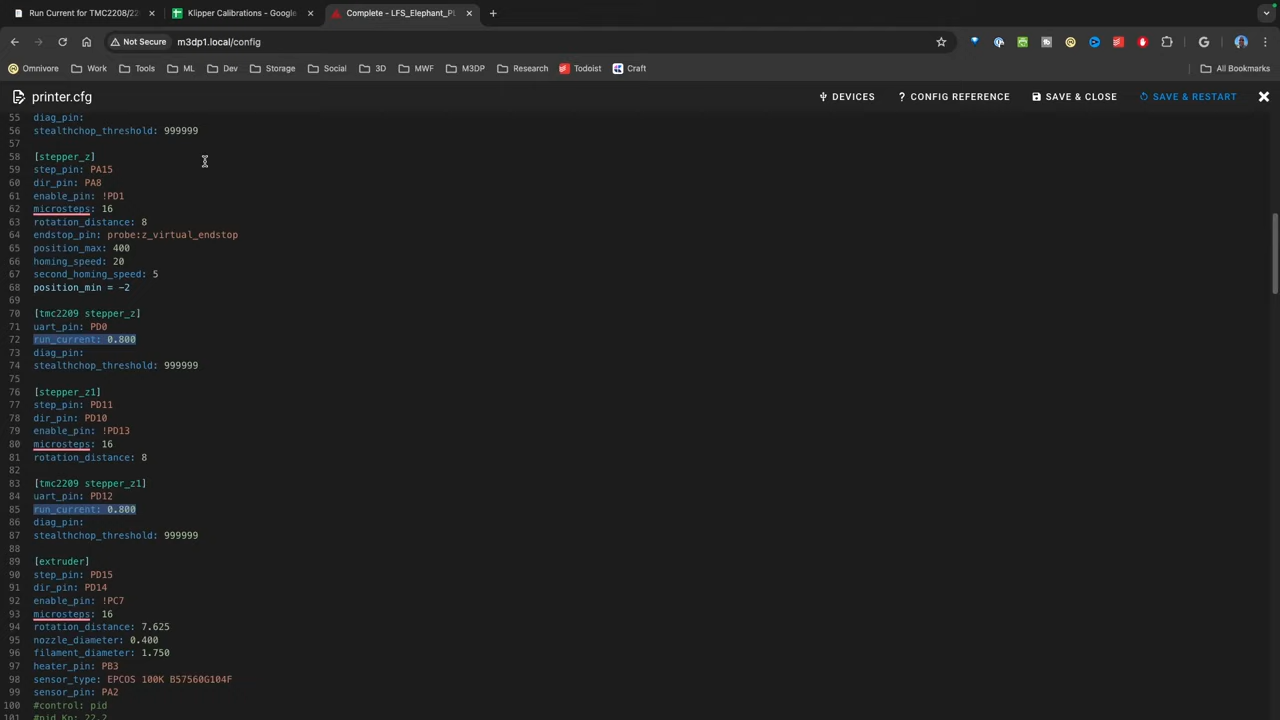 Run Current for TMC2208/22
Klipper Calibrations - Google
Complete - LFS_Elephant_Pl
Not Secure
m3dp1.local/config
Omnivore
Work
Tools
ML
Dev
Storage
Social
3D
MWF
M3DP
Research
Todoist
Craft
All Bookmarks
printer.cfg
DEVICES
CONFIG REFERENCE
SAVE & CLOSE
SAVE & RESTART
55 diag_pin:
56 stealthchop_threshold: 999999
57
58 [stepper_z]
59 step_pin: PA15
60 dir_pin: PA8
61 enable_pin: !PD1
62 microsteps: 16
63 rotation_distance: 8
64 endstop_pin: probe:z_virtual_endstop
65 position_max: 400
66 homing_speed: 20
67 second_homing_speed: 5
68 position_min = -2
69
70 [tmc2209 stepper_z]
71 uart_pin: PD0
72 run_current: 0.800
73 diag_pin:
74 stealthchop_threshold: 999999
75
76 [stepper_z1]
77 step_pin: PD11
78 dir_pin: PD10
79 enable_pin: !PD13
80 microsteps: 16
81 rotation_distance: 8
82
83 [tmc2209 stepper_z1]
84 uart_pin: PD12
85 run_current: 0.800
86 diag_pin:
87 stealthchop_threshold: 999999
88
89 [extruder]
90 step_pin: PD15
91 dir_pin: PD14
92 enable_pin: !PC7
93 microsteps: 16
94 rotation_distance: 7.625
95 nozzle_diameter: 0.400
96 filament_diameter: 1.750
97 heater_pin: PB3
98 sensor_type: EPCOS 100K B57560G104F
99 sensor_pin: PA2
100 #control: pid
101 #pid_Kp: 22.2